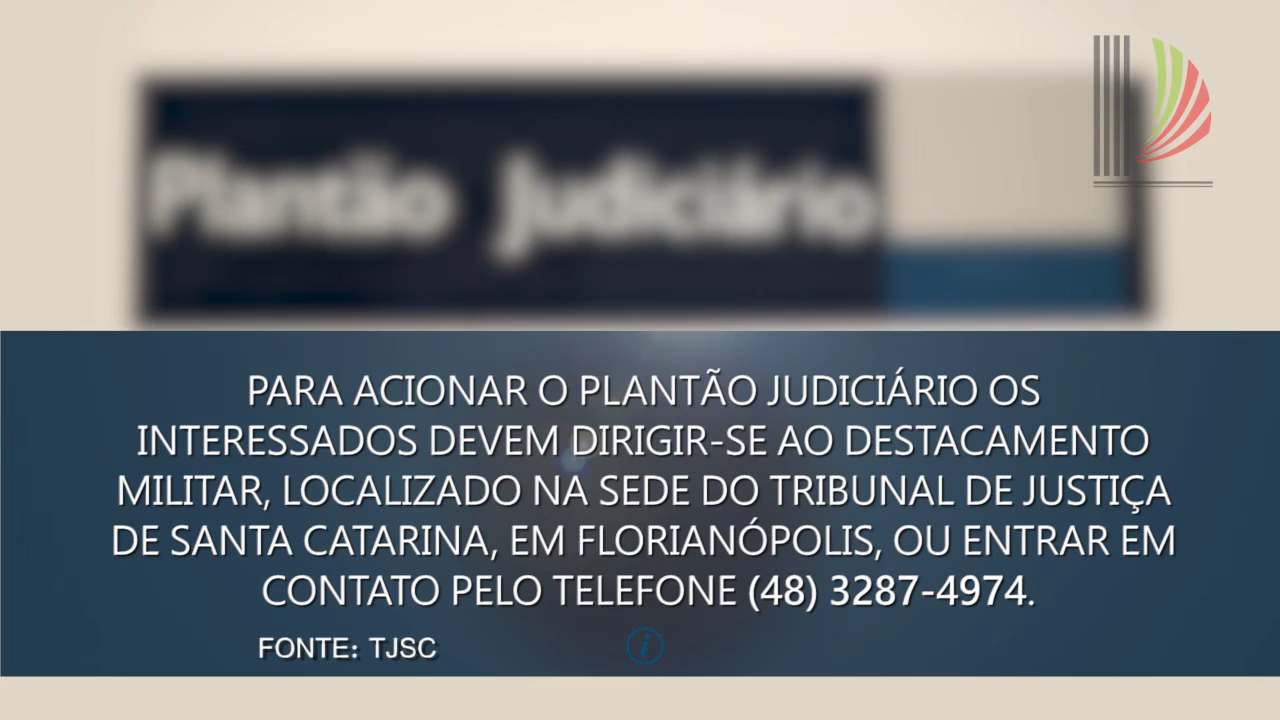 Plantão Judiciário
PARA ACIONAR O PLANTÃO JUDICIÁRIO OS
INTERESSADOS DEVEM DIRIGIR-SE AO DESTACAMENTO
MILITAR, LOCALIZADO NA SEDE DO TRIBUNAL DE JUSTIÇA
DE SANTA CATARINA, EM FLORIANÓPOLIS, OU ENTRAR EM
CONTATO PELO TELEFONE (48) 3287-4974.
FONTE: TJSC
i